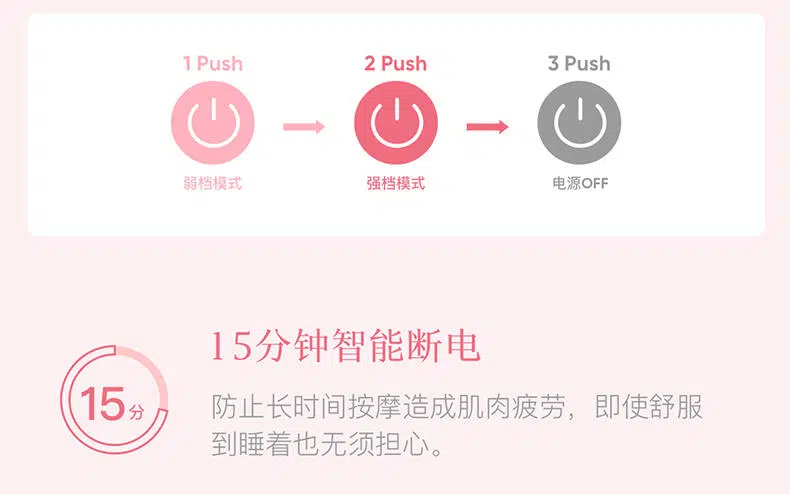 1 Push 2 Push 3 Push
弱档模式 强档模式 电源OFF
15分钟智能断电
15分
防止长时间按摩造成肌肉疲劳，即使舒服
到睡着也无须担心。